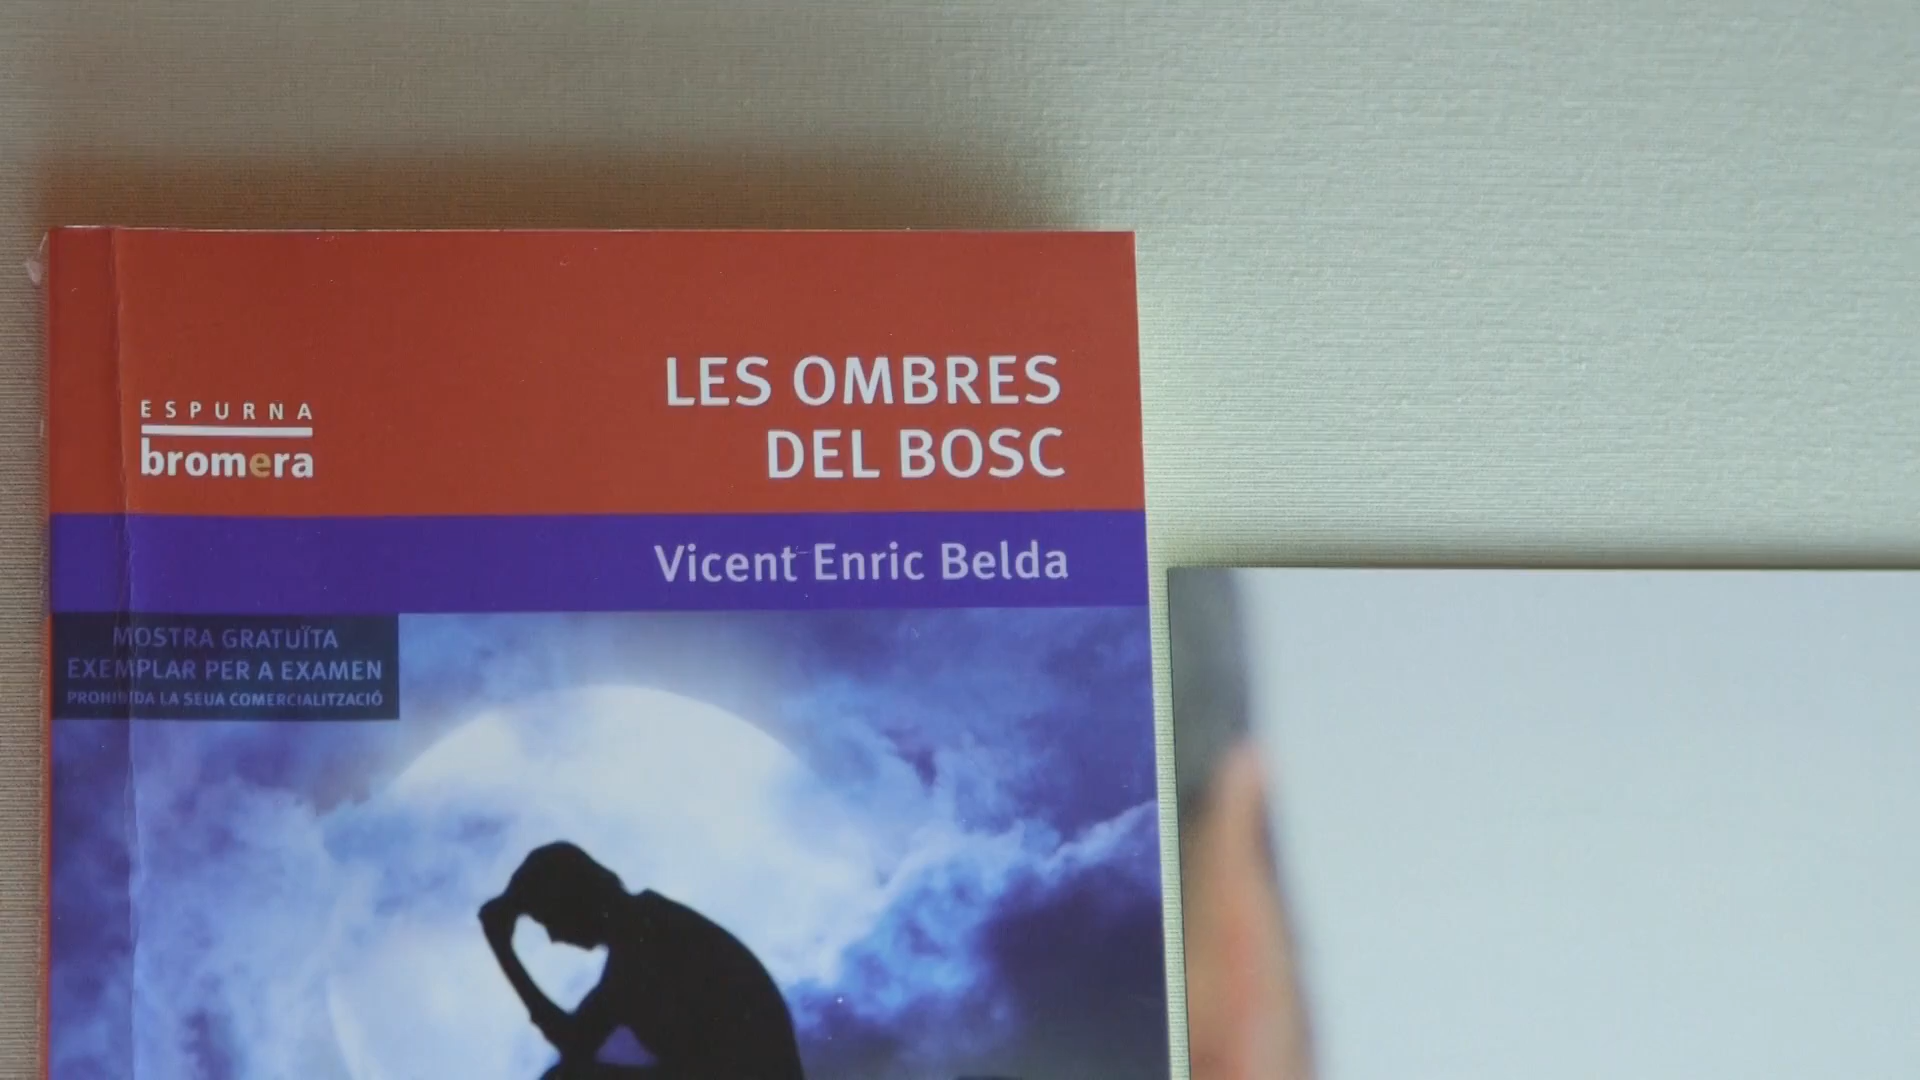 LES OMBRES
DEL BOSC
ESPURNA
bromera
Vicent Enric Belda
MOSTRA GRATUÏTA
EXEMPLAR PER A EXAMEN
PROHIBIDA LA SEUA COMERCIALITZACIÓ